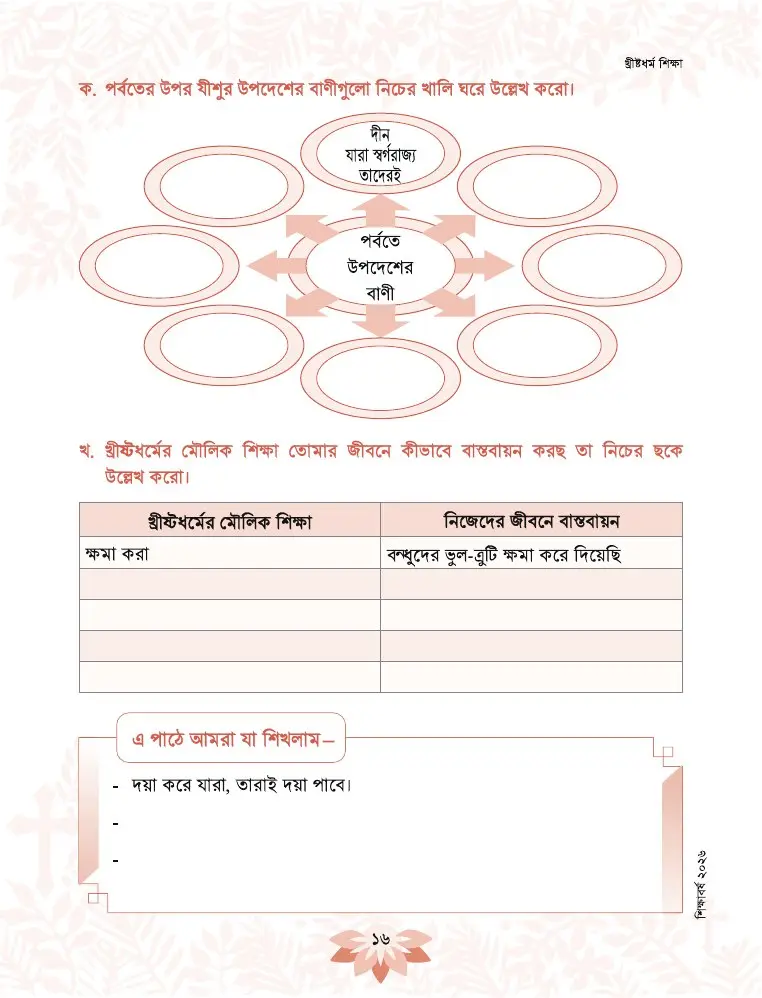 খ্রীষ্টধর্ম শিক্ষা
ক. পর্বতের উপর যীশুর উপদেশের বাণীগুলো নিচের খালি ঘরে উল্লেখ করো।
দীন
যারা স্বর্গরাজ্য
তাদেরই
পর্বতে
উপদেশের
বাণী
খ. খ্রীষ্টধর্মের মৌলিক শিক্ষা তোমার জীবনে কীভাবে বাস্তবায়ন করছ তা নিচের ছকে
উল্লেখ করো।
খ্রীষ্টধর্মের মৌলিক শিক্ষা নিজেদের জীবনে বাস্তবায়ন
ক্ষমা করা বন্ধুদের ভুল-ত্রুটি ক্ষমা করে দিয়েছি
এ পাঠে আমরা যা শিখলাম–
- দয়া করে যারা, তারাই দয়া পাবে।
-
-
শিক্ষাবর্ষ ২০২৬
১৬